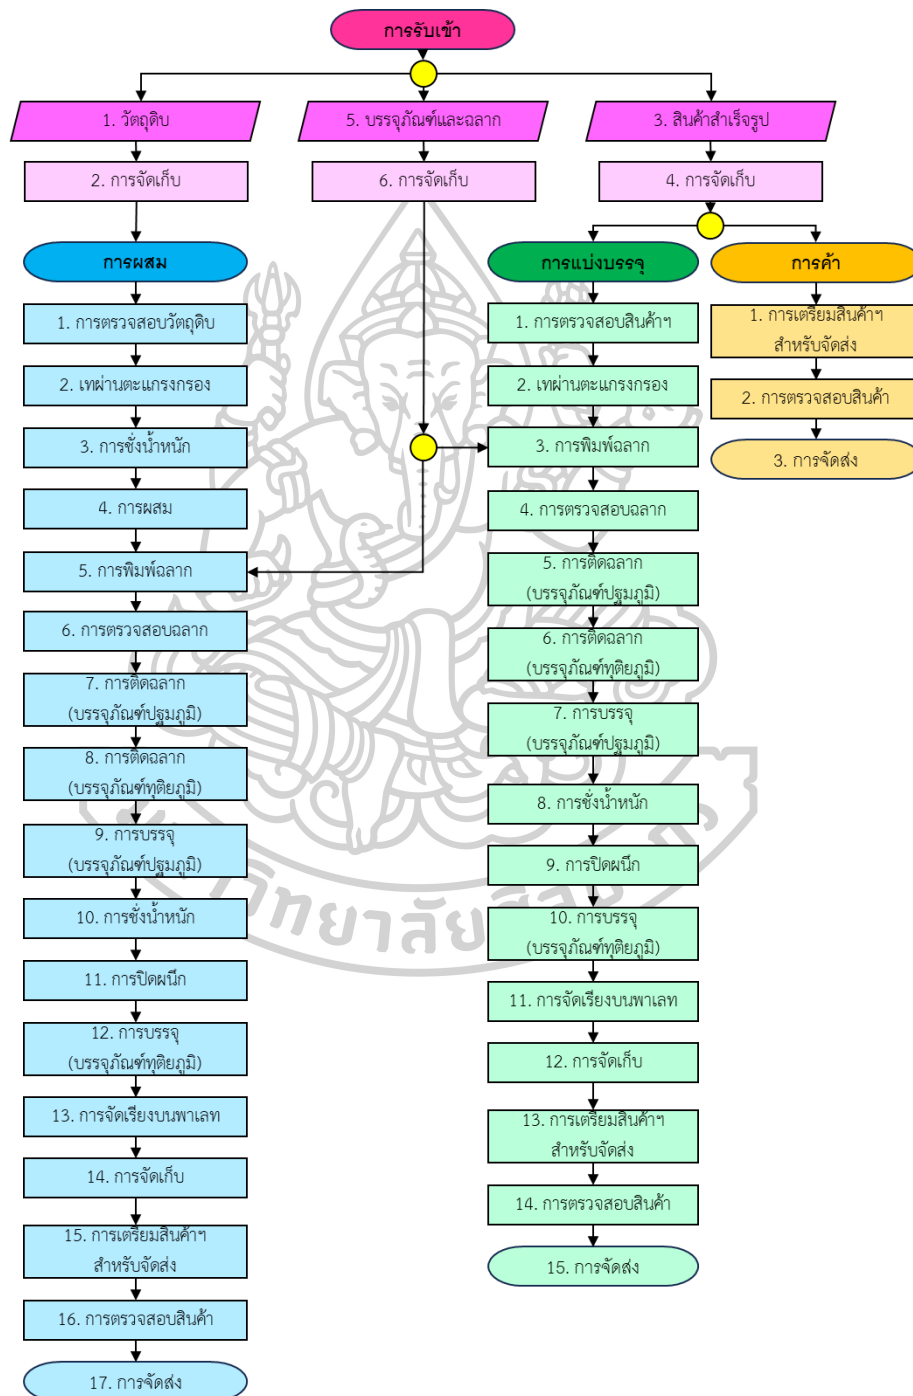 การรับเข้า
1. วัตถุดิบ
5. บรรจุภัณฑ์และฉลาก
3. สินค้าสำเร็จรูป
2. การจัดเก็บ
6. การจัดเก็บ
4. การจัดเก็บ
การผสม
1. การตรวจสอบวัตถุดิบ
2. เทผ่านตะแกรงกรอง
3. การชั่งน้ำหนัก
4. การผสม
5. การพิมพ์ฉลาก
6. การตรวจสอบฉลาก
7. การติดฉลาก
(บรรจุภัณฑ์ปฐมภูมิ)
8. การติดฉลาก
(บรรจุภัณฑ์ทุติยภูมิ)
9. การบรรจุ
(บรรจุภัณฑ์ปฐมภูมิ)
10. การชั่งน้ำหนัก
11. การปิดผนึก
12. การบรรจุ
(บรรจุภัณฑ์ทุติยภูมิ)
13. การจัดเรียงบนพาเลท
14. การจัดเก็บ
15. การเตรียมสินค้าฯ
สำหรับจัดส่ง
16. การตรวจสอบสินค้า
17. การจัดส่ง
การแบ่งบรรจุ
1. การตรวจสอบสินค้าฯ
2. เทผ่านตะแกรงกรอง
3. การพิมพ์ฉลาก
4. การตรวจสอบฉลาก
5. การติดฉลาก
(บรรจุภัณฑ์ปฐมภูมิ)
6. การติดฉลาก
(บรรจุภัณฑ์ทุติยภูมิ)
7. การบรรจุ
(บรรจุภัณฑ์ปฐมภูมิ)
8. การชั่งน้ำหนัก
9. การปิดผนึก
10. การบรรจุ
(บรรจุภัณฑ์ทุติยภูมิ)
11. การจัดเรียงบนพาเลท
12. การจัดเก็บ
13. การเตรียมสินค้าฯ
สำหรับจัดส่ง
14. การตรวจสอบสินค้า
15. การจัดส่ง
การค้า
1. การเตรียมสินค้าฯ
สำหรับจัดส่ง
2. การตรวจสอบสินค้า
3. การจัดส่ง